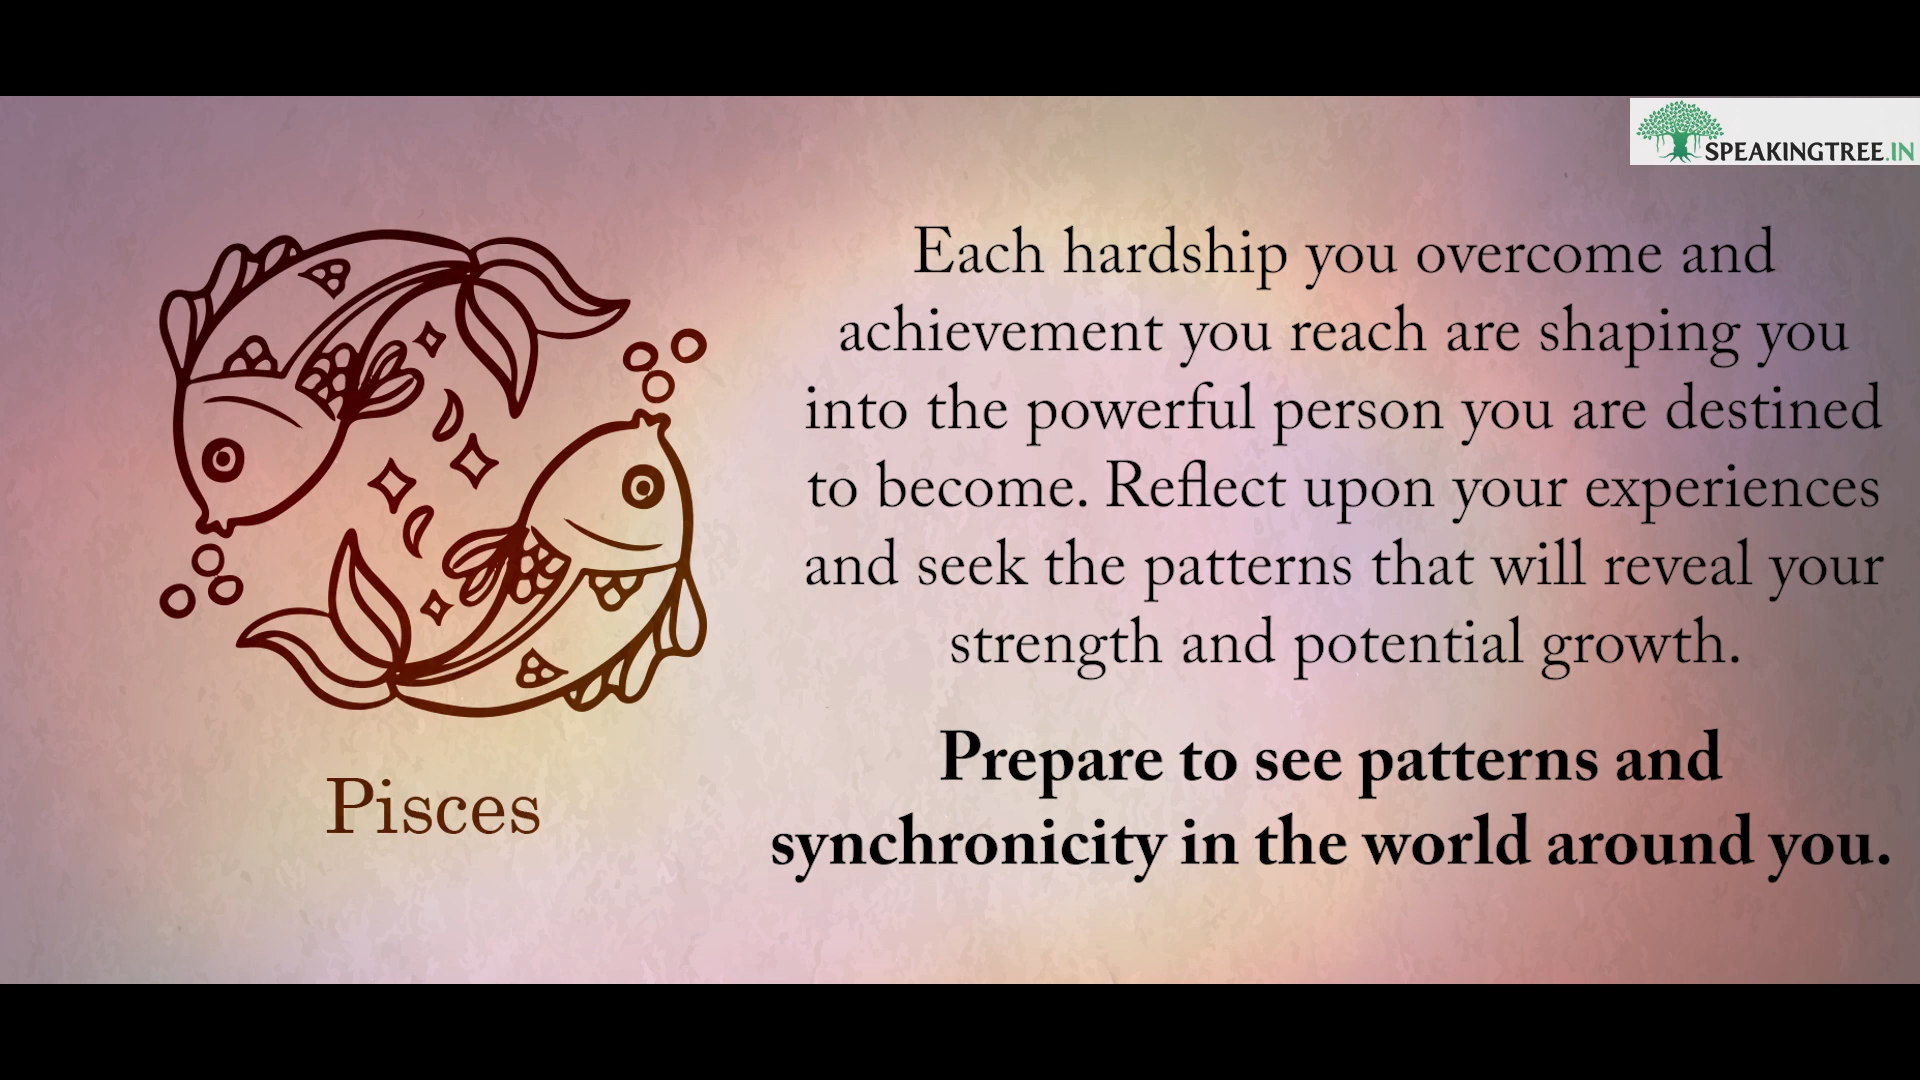 SPEAKINGTREE.IN
Each hardship you overcome and
achievement you reach are shaping you
into the powerful person you are destined
to become. Reflect upon your experiences
and seek the patterns that will reveal your
strength and potential growth.
Prepare to see patterns and
synchronicity in the world around you.
Pisces